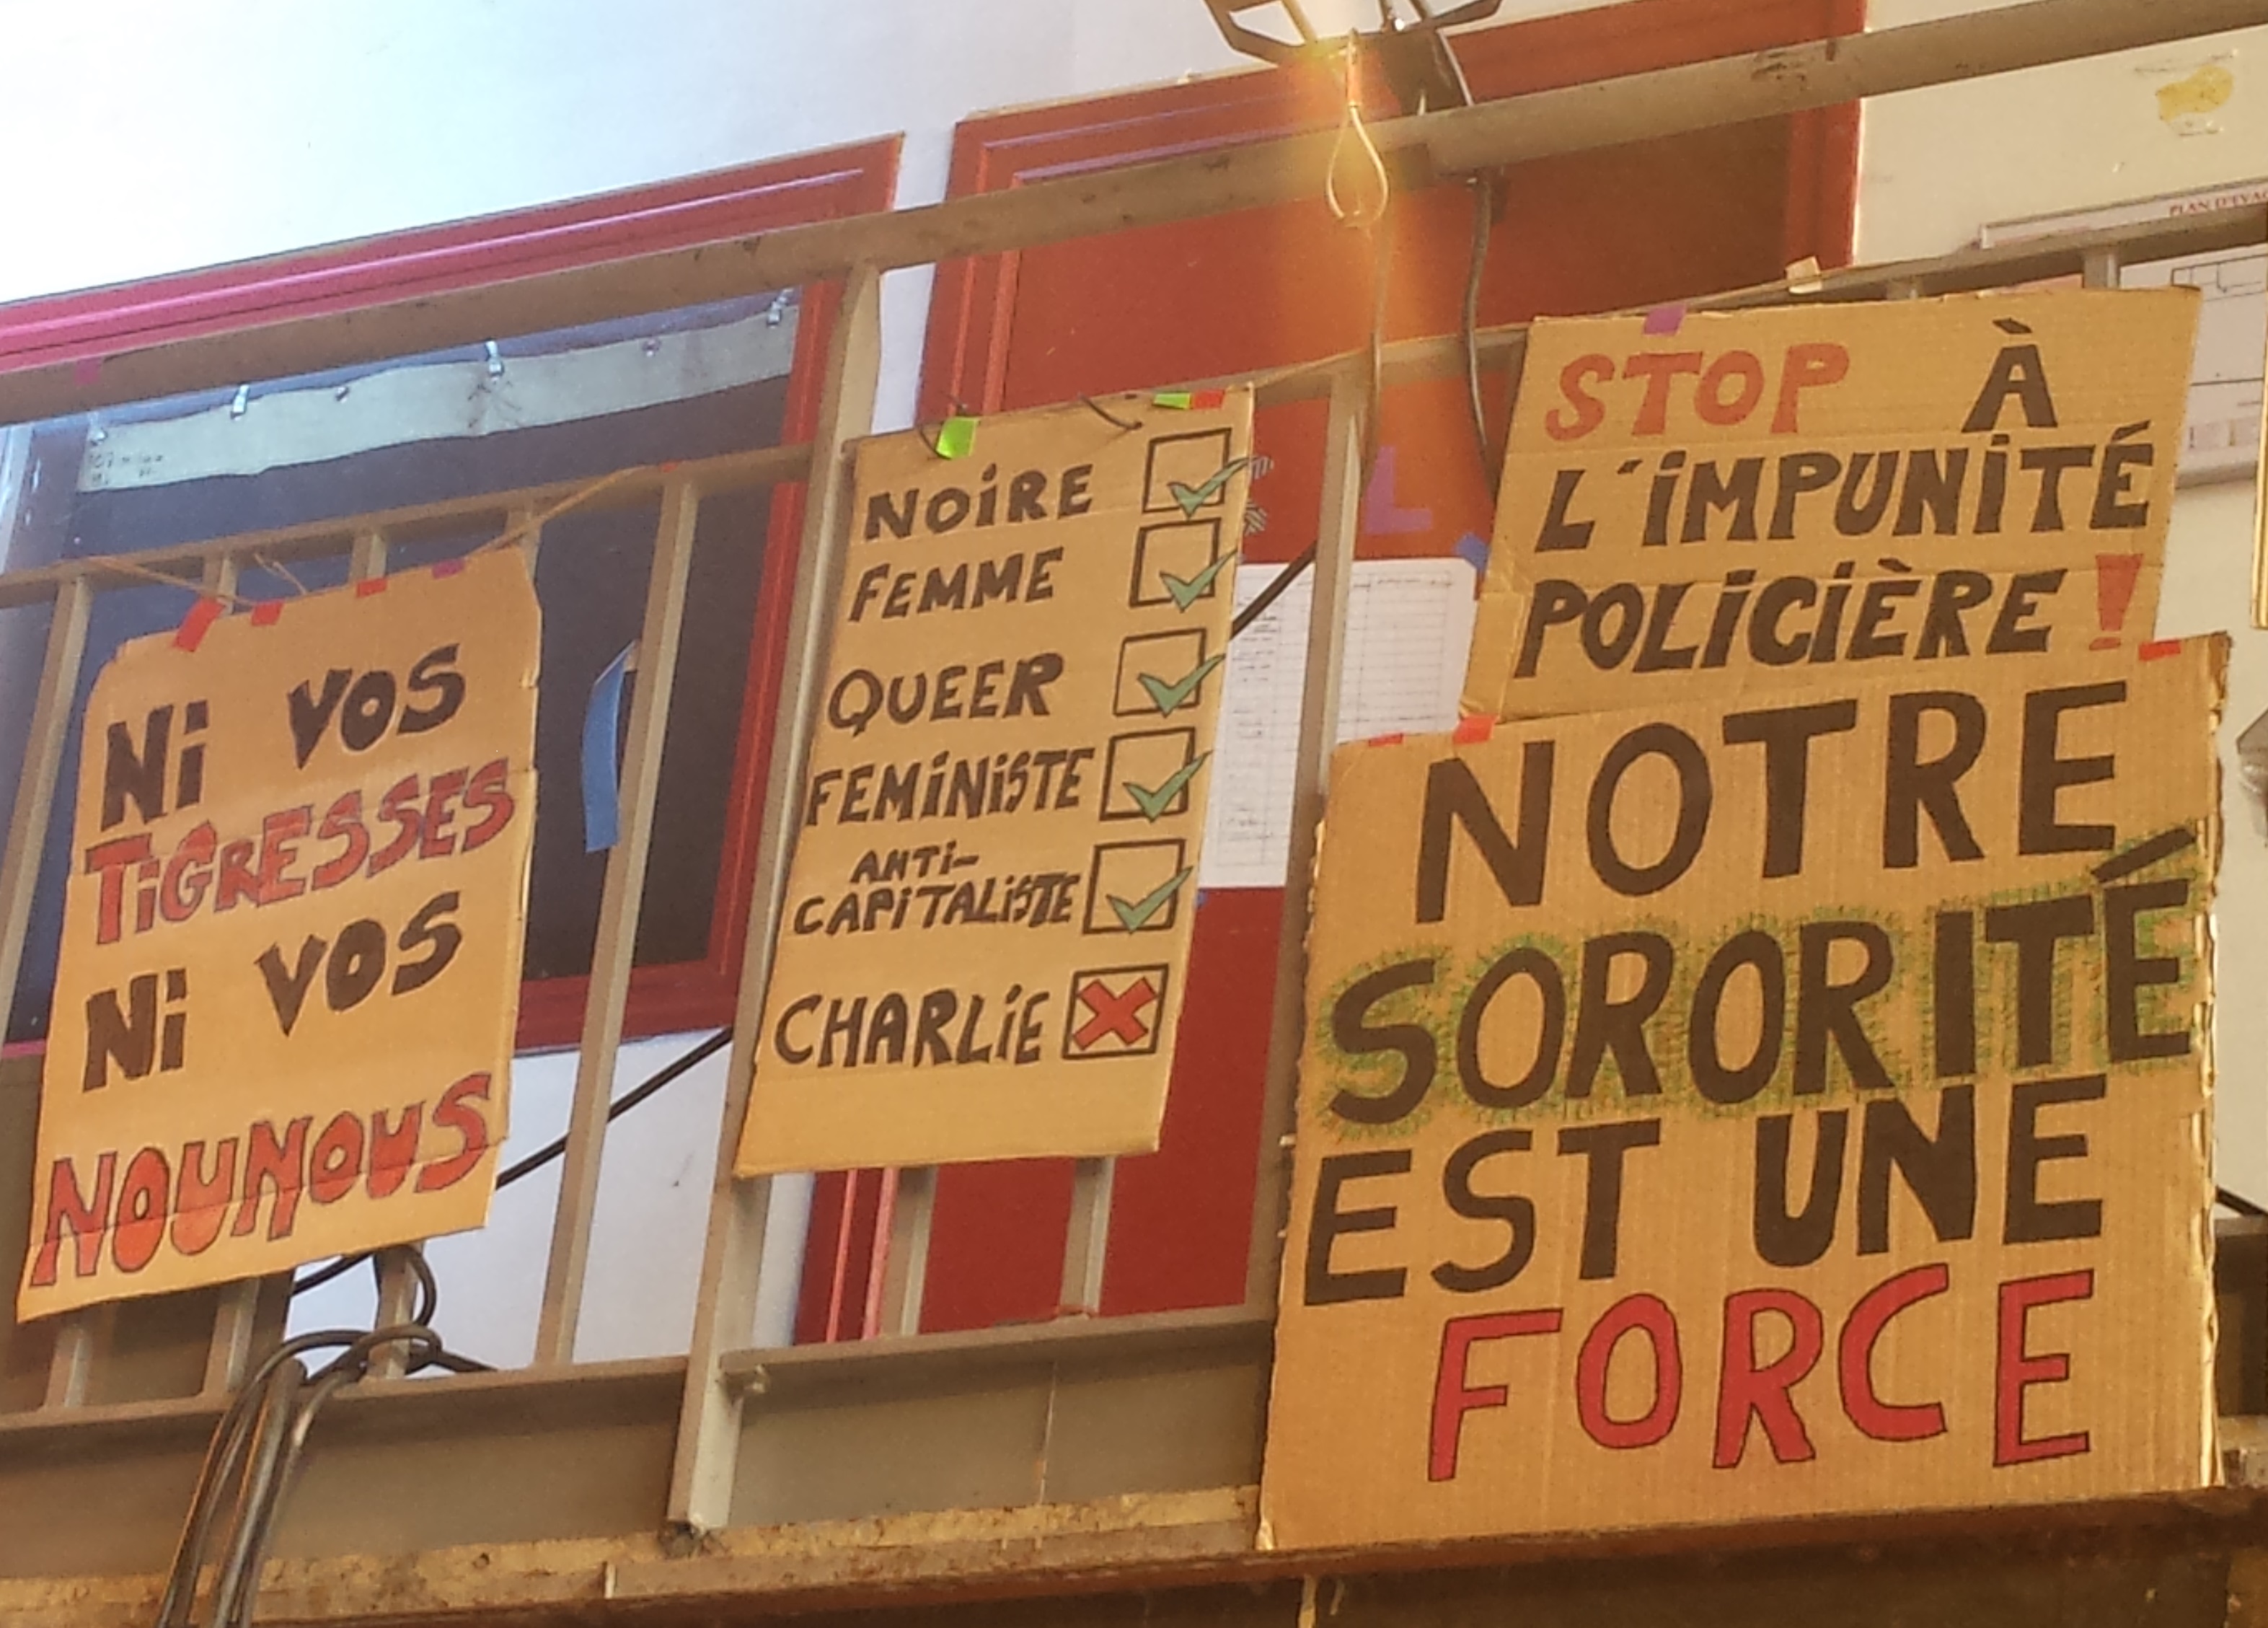 NI VOS
TIGRESSES
NI VOS
NOUNOUS
NOIRE
FEMME
QUEER
FEMINISTE
ANTI-
CAPITALISTE
CHARLIE
STOP À
L'IMPUNITÉ
POLICIÈRE !
NOTRE
SORORITÉ
EST UNE
FORCE